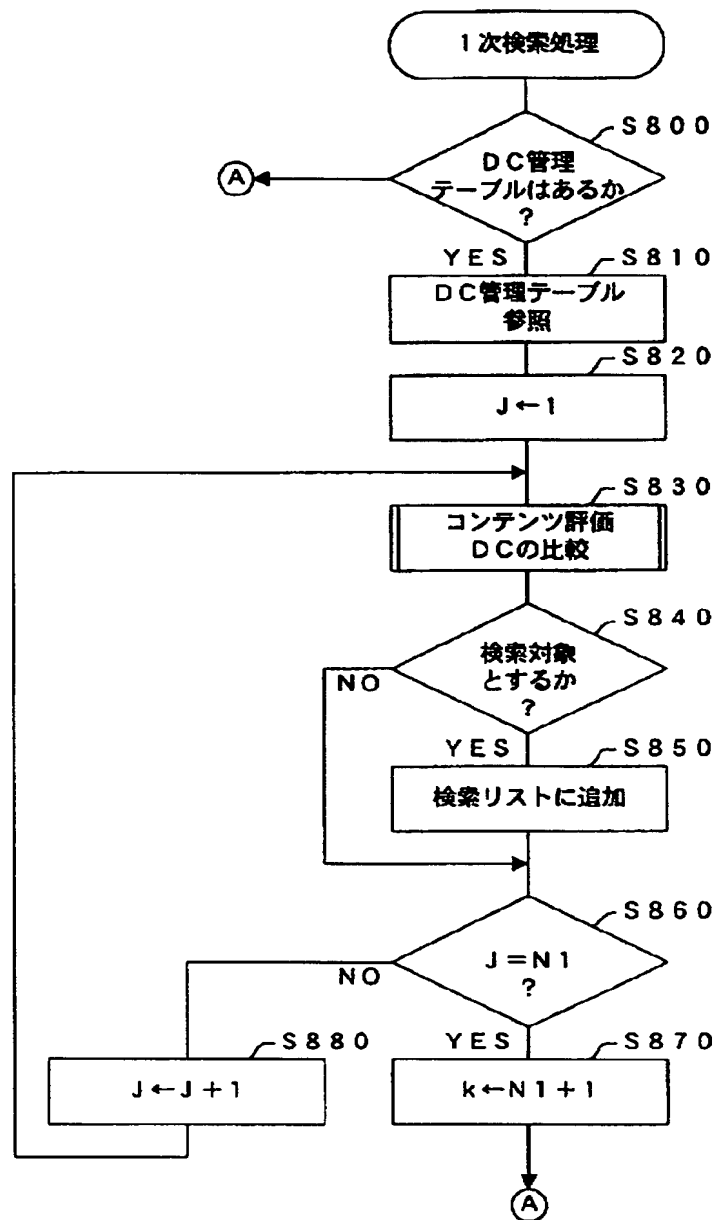 1次検索処理
S800
DC管理
テーブルはあるか
?
A
YES
S810
DC管理テーブル
参照
S820
J←1
S830
コンテンツ評価
DCの比較
S840
検索対象
とするか
?
NO
YES
S850
検索リストに追加
S860
J=N1
?
NO
YES
S880
J←J+1
S870
k←N1+1
A